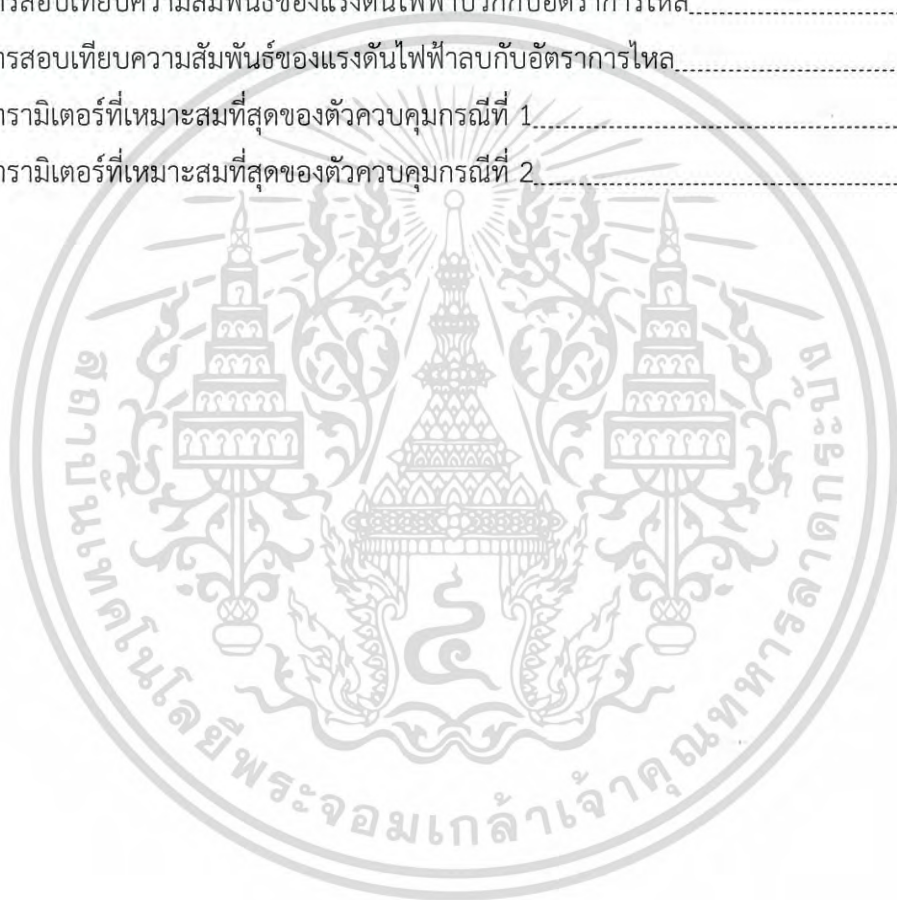 ารสอบเทียบความสัมพันธ์ของแรงดันไฟฟ้าบวกกับอัตราการไหล
ารสอบเทียบความสัมพันธ์ของแรงดันไฟฟ้าลบกับอัตราการไหล
ารามิเตอร์ที่เหมาะสมที่สุดของตัวควบคุมกรณีที่ 1
ารามิเตอร์ที่เหมาะสมที่สุดของตัวควบคุมกรณีที่ 2
๔
สถาบันเทคโนโลยีพระจอมเกล้าเจ้าคุณทหารลาดกระบัง